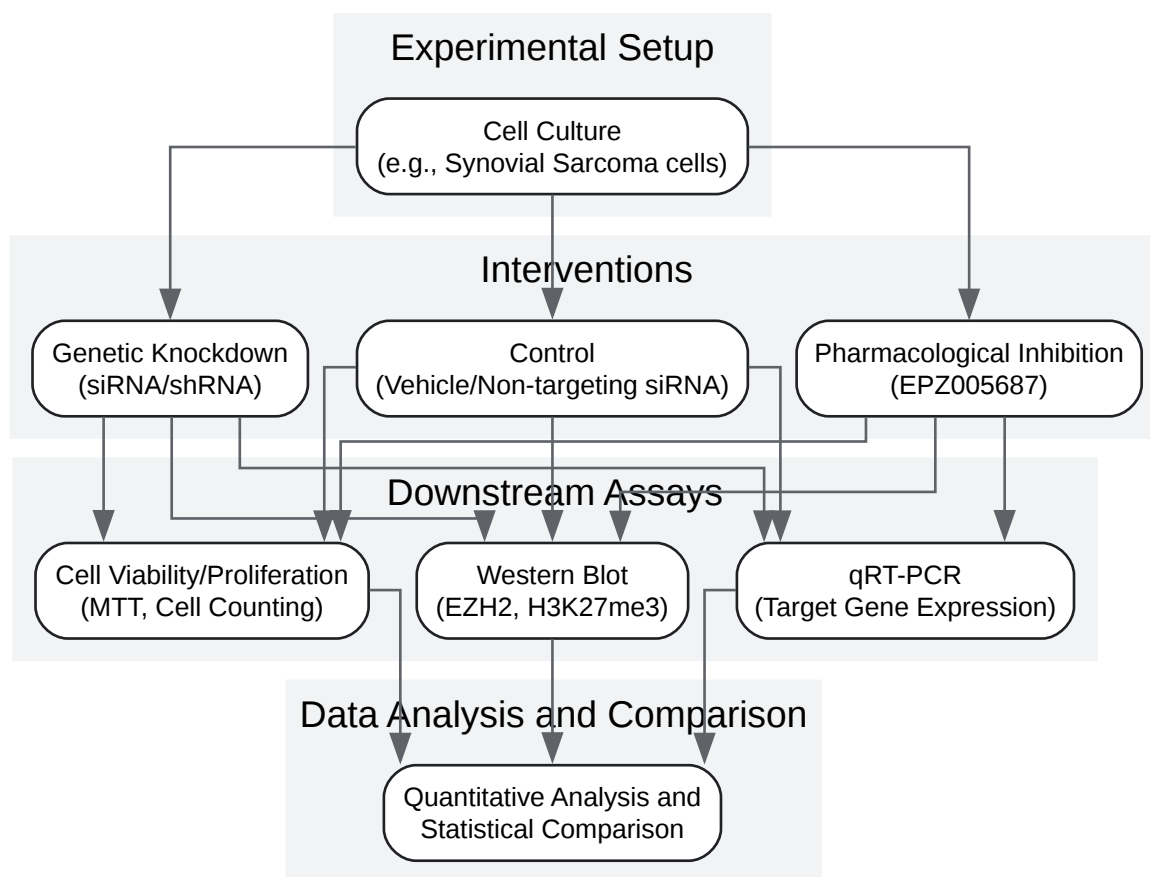 Experimental Setup
Cell Culture
(e.g., Synovial Sarcoma cells)
Interventions
Genetic Knockdown
(siRNA/shRNA)
Control
(Vehicle/Non-targeting siRNA)
Pharmacological Inhibition
(EPZ005687)
Downstream Assays
Cell Viability/Proliferation
(MTT, Cell Counting)
Western Blot
(EZH2, H3K27me3)
qRT-PCR
(Target Gene Expression)
Data Analysis and Comparison
Quantitative Analysis and
Statistical Comparison